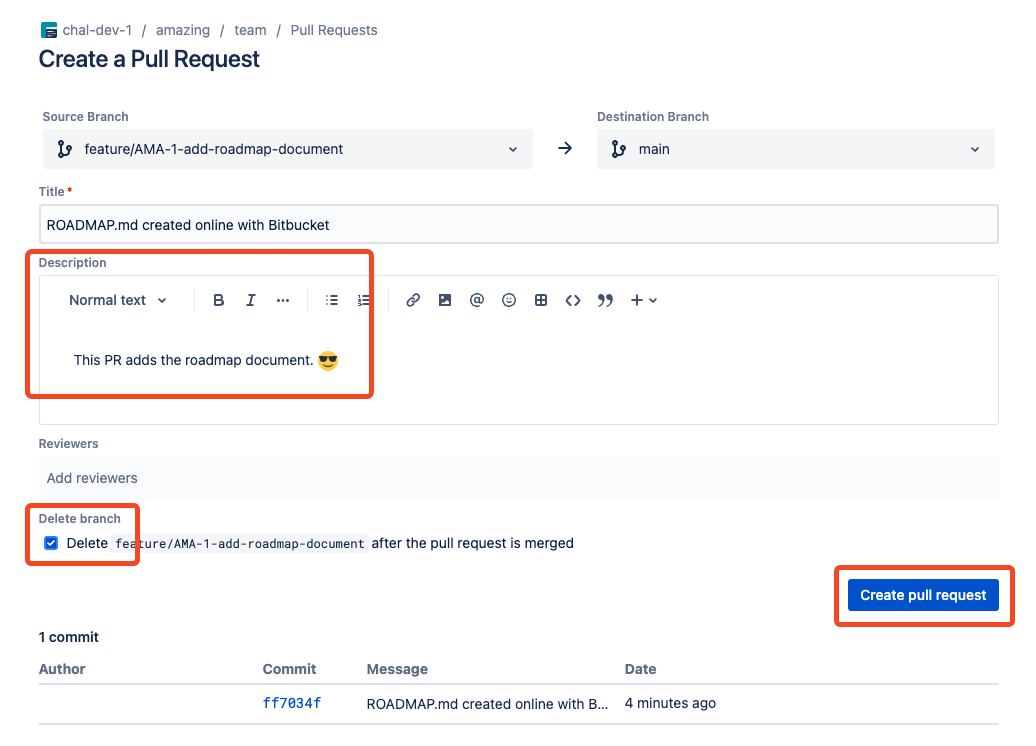 chal-dev-1 / amazing / team / Pull Requests
Create a Pull Request
Source Branch Destination Branch
feature/AMA-1-add-roadmap-document → main
Title *
ROADMAP.md created online with Bitbucket
Description
Normal text B I ... @ <> +
This PR adds the roadmap document. 😎
Reviewers
Add reviewers
Delete branch
Delete feature/AMA-1-add-roadmap-document after the pull request is merged
Create pull request
1 commit
Author Commit Message Date
ff7034f ROADMAP.md created online with B... 4 minutes ago